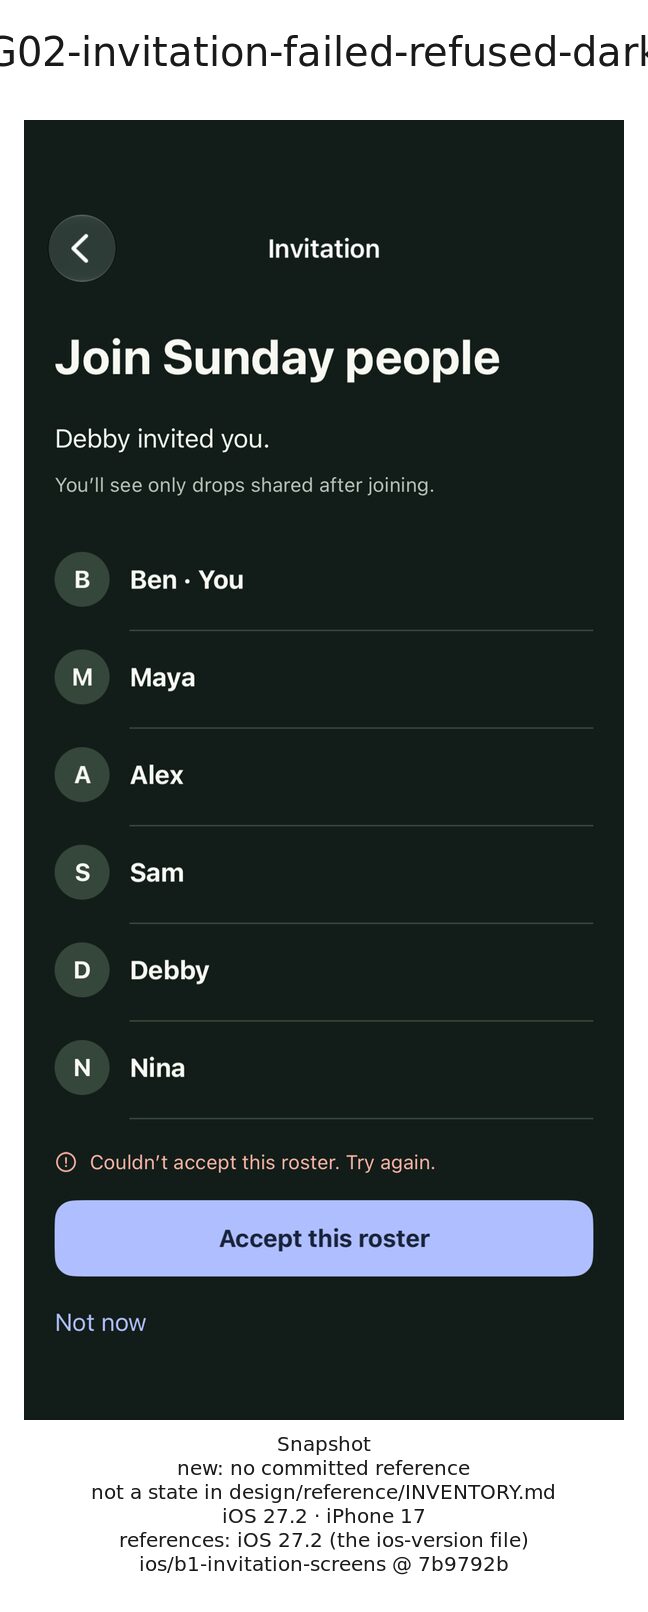 G02-invitation-failed-refused-dark
Invitation
Join Sunday people
Debby invited you.
You’ll see only drops shared after joining.
B
Ben · You
M
Maya
A
Alex
S
Sam
D
Debby
N
Nina
Couldn’t accept this roster. Try again.
Accept this roster
Not now
Snapshot
new: no committed reference
not a state in design/reference/INVENTORY.md
iOS 27.2 · iPhone 17
references: iOS 27.2 (the ios-version file)
ios/b1-invitation-screens @ 7b9792b